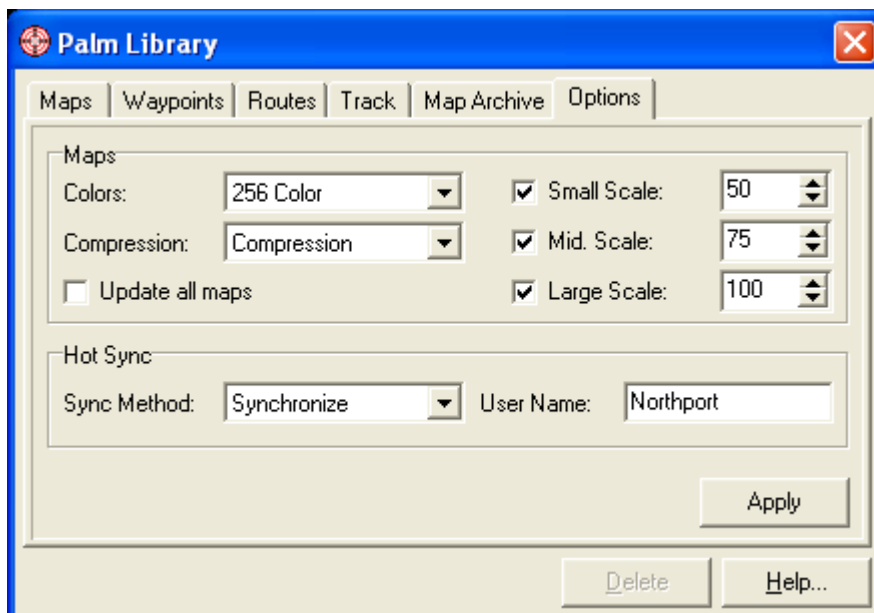 Palm Library
Maps Waypoints Routes Track Map Archive Options
Maps
Colors: 256 Color Small Scale: 50
Compression: Compression Mid. Scale: 75
Update all maps Large Scale: 100
Hot Sync
Sync Method: Synchronize User Name: Northport
Apply
Delete Help...